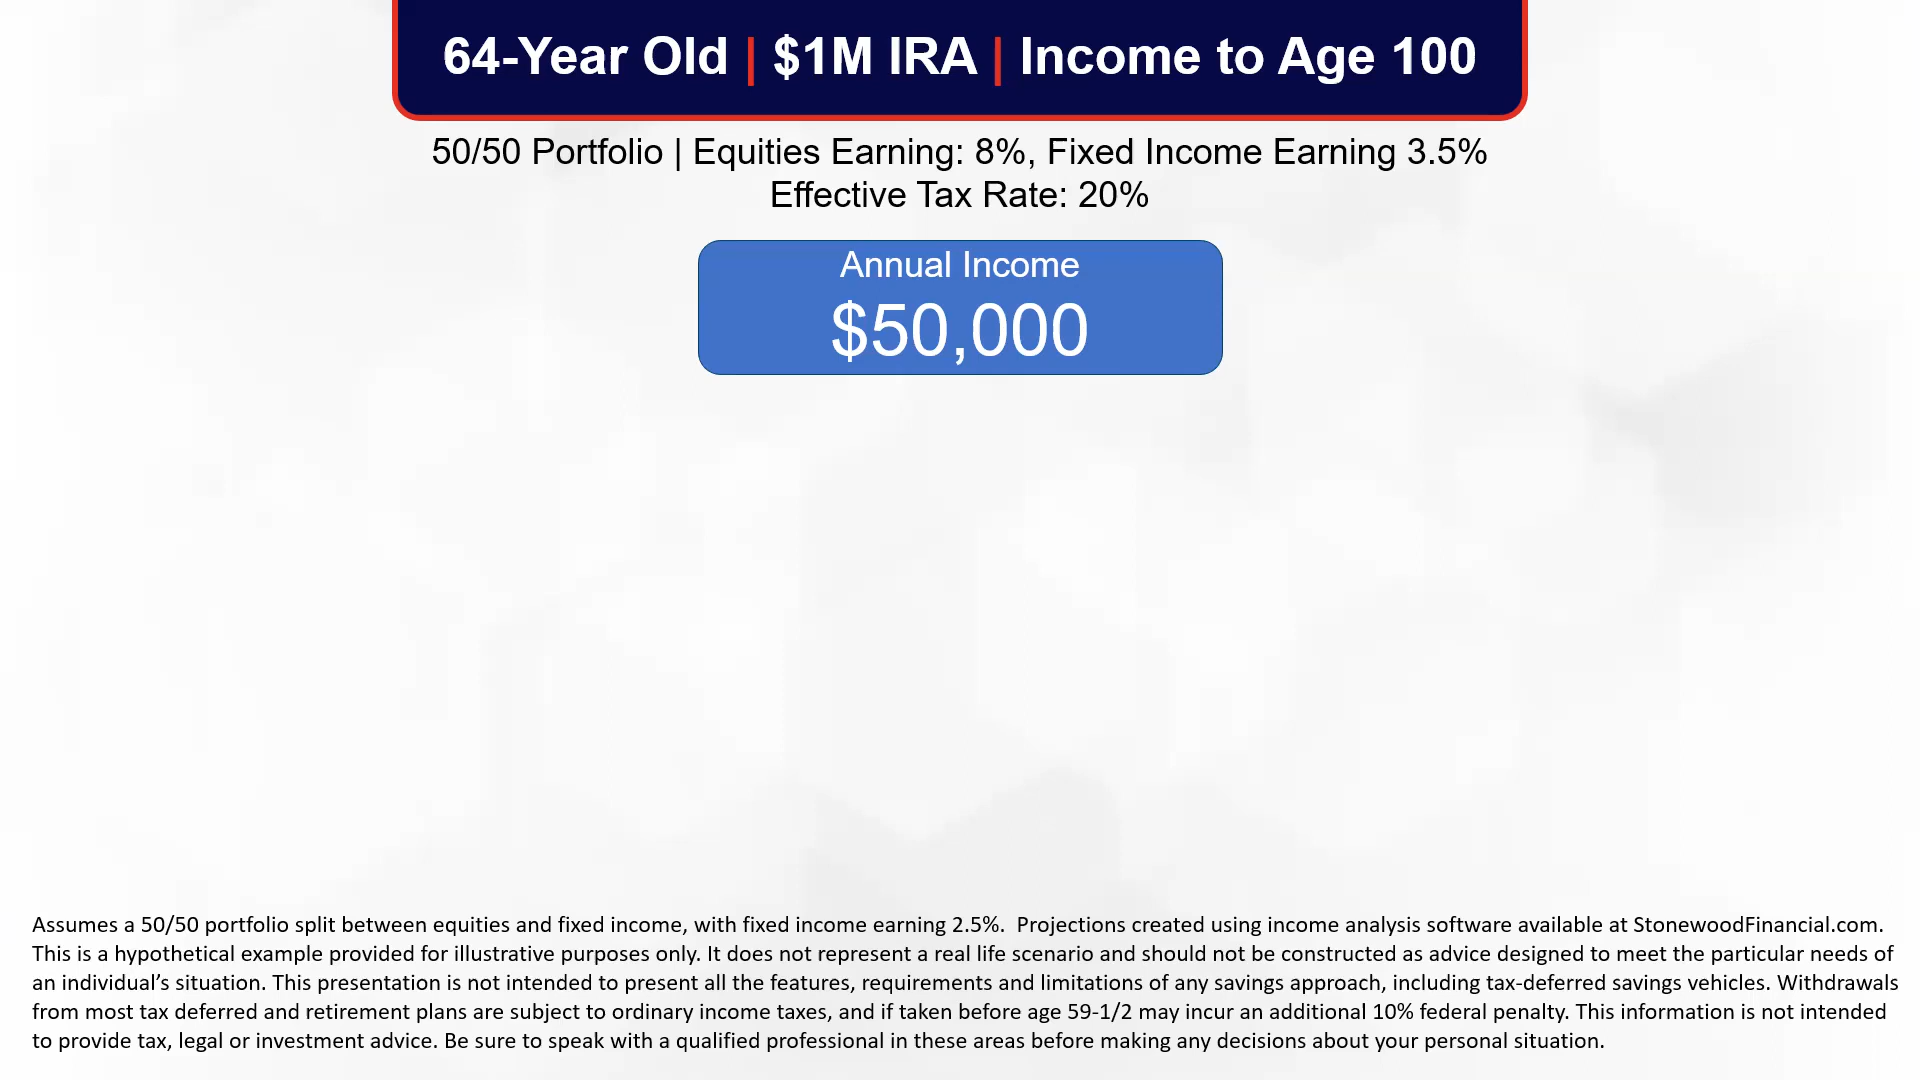 64-Year Old | $1M IRA | Income to Age 100
50/50 Portfolio | Equities Earning: 8%, Fixed Income Earning 3.5%
Effective Tax Rate: 20%
Annual Income
$50,000
Assumes a 50/50 portfolio split between equities and fixed income, with fixed income earning 2.5%.  Projections created using income analysis software available at StonewoodFinancial.com.
This is a hypothetical example provided for illustrative purposes only. It does not represent a real life scenario and should not be constructed as advice designed to meet the particular needs of
an individual’s situation. This presentation is not intended to present all the features, requirements and limitations of any savings approach, including tax-deferred savings vehicles. Withdrawals
from most tax deferred and retirement plans are subject to ordinary income taxes, and if taken before age 59-1/2 may incur an additional 10% federal penalty. This information is not intended
to provide tax, legal or investment advice. Be sure to speak with a qualified professional in these areas before making any decisions about your personal situation.